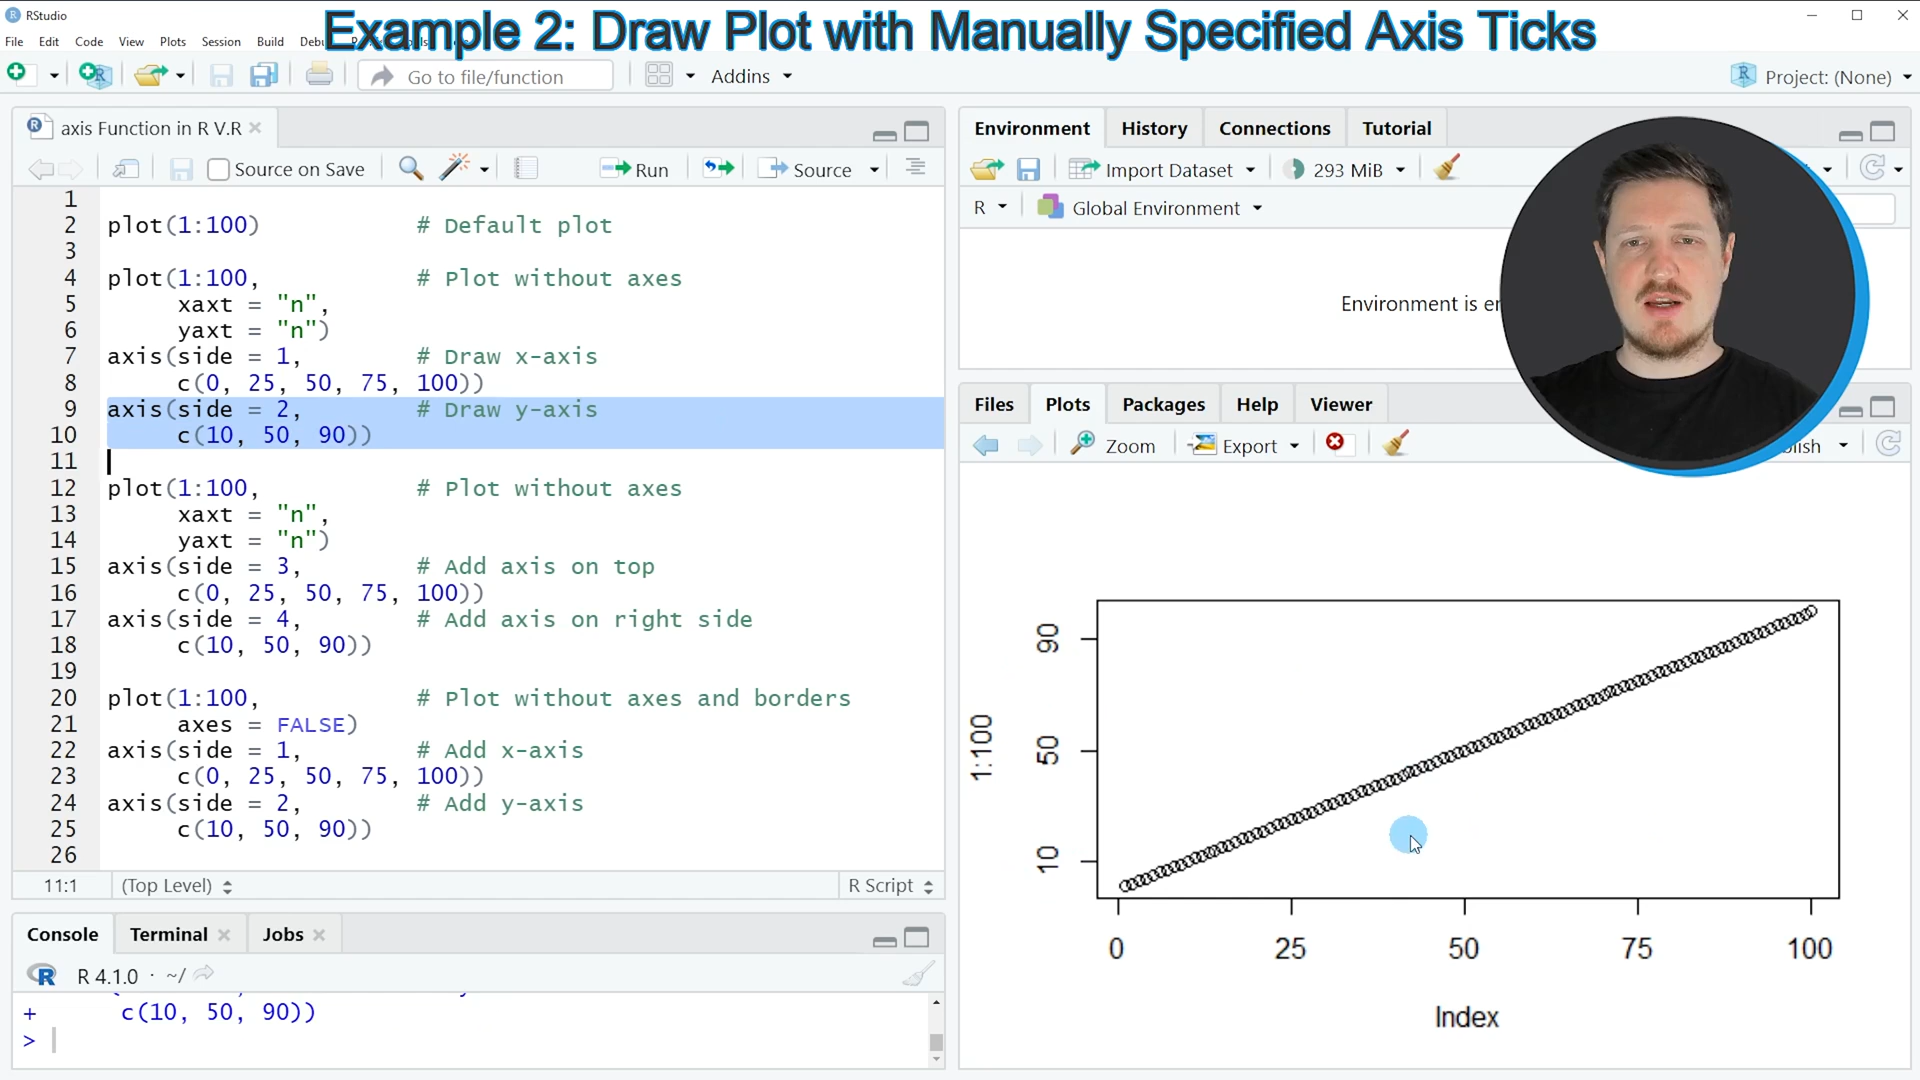 RStudio
Example 2: Draw Plot with Manually Specified Axis Ticks
File Edit Code View Plots Session Build
Go to file/function
Addins
Project: (None)
axis Function in R V.R
Source on Save
Run
Source
1
2 plot(1:100) # Default plot
3
4 plot(1:100, # Plot without axes
5 xaxt = "n",
6 yaxt = "n")
7 axis(side = 1, # Draw x-axis
8 c(0, 25, 50, 75, 100))
9 axis(side = 2, # Draw y-axis
10 c(10, 50, 90))
11
12 plot(1:100, # Plot without axes
13 xaxt = "n",
14 yaxt = "n")
15 axis(side = 3, # Add axis on top
16 c(0, 25, 50, 75, 100))
17 axis(side = 4, # Add axis on right side
18 c(10, 50, 90))
19
20 plot(1:100, # Plot without axes and borders
21 axes = FALSE)
22 axis(side = 1, # Add x-axis
23 c(0, 25, 50, 75, 100))
24 axis(side = 2, # Add y-axis
25 c(10, 50, 90))
26
11:1 (Top Level) R Script
Console Terminal Jobs
R 4.1.0 · ~/
+ c(10, 50, 90))
>
Environment History Connections Tutorial
Import Dataset 293 MiB
R Global Environment
Environment is
Files Plots Packages Help Viewer
Zoom Export
90
50
10
1:100
0 25 50 75 100
Index